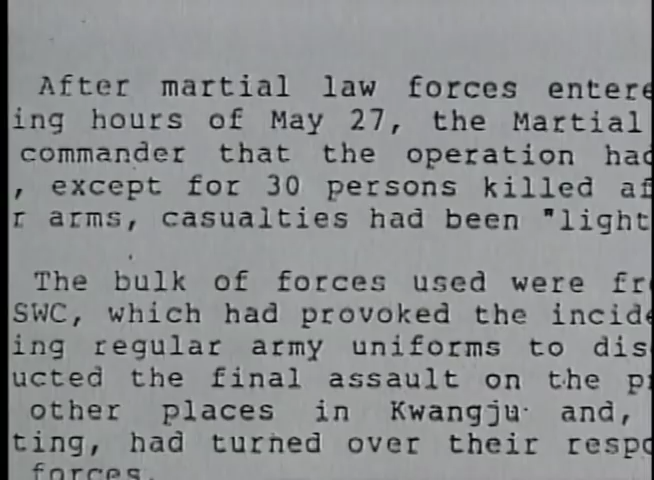 After martial law forces entere
ing hours of May 27, the Martial
commander that the operation had
, except for 30 persons killed af
r arms, casualties had been "light
The bulk of forces used were fr
SWC, which had provoked the incide
ing regular army uniforms to dis
ucted the final assault on the pr
other places in Kwangju and,
ting, had turned over their respo
forces.